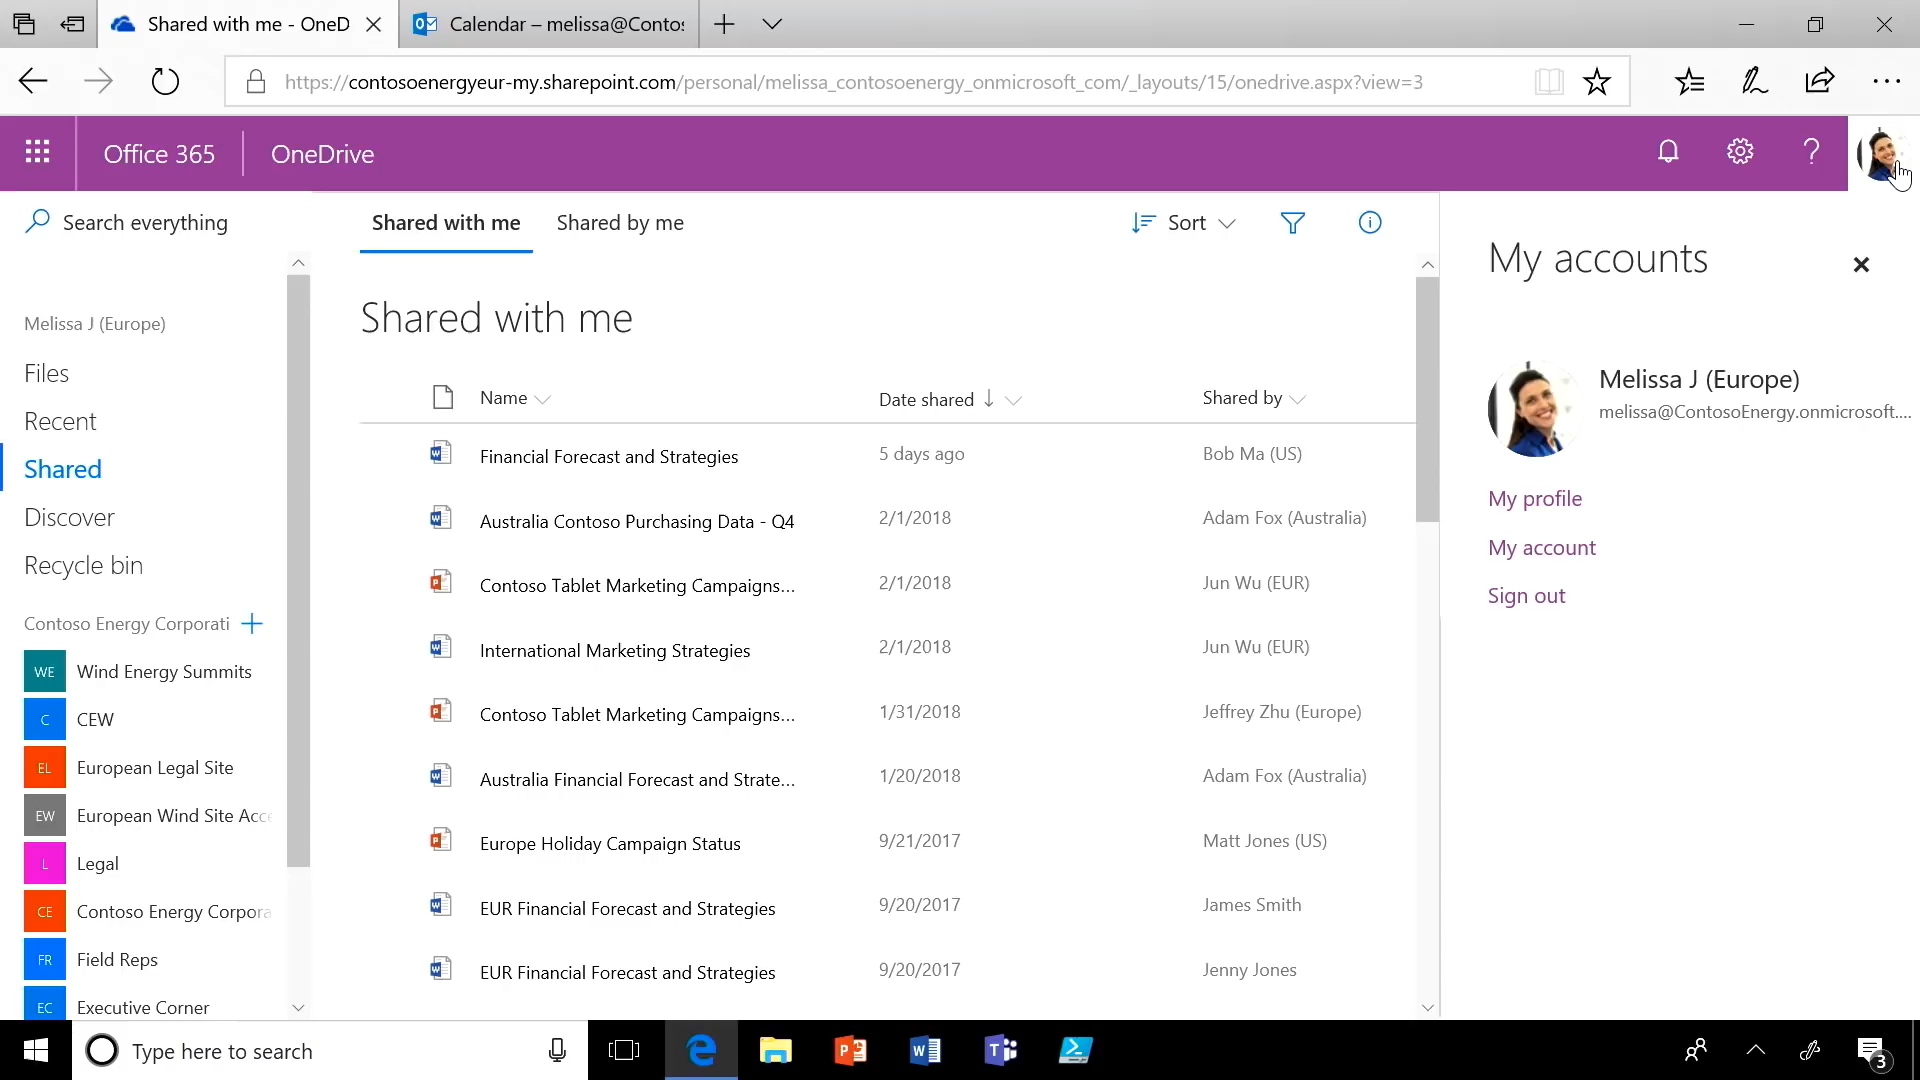 Shared with me - OneD
Calendar – melissa@Contos
https://contosoenergyeur-my.sharepoint.com/personal/melissa_contosoenergy_onmicrosoft_com/_layouts/15/onedrive.aspx?view=3
Office 365
OneDrive
Search everything
Shared with me
Shared by me
Sort
My accounts
Melissa J (Europe)
Files
Recent
Shared
Discover
Recycle bin
Contoso Energy Corporati
WE Wind Energy Summits
C CEW
EL European Legal Site
EW European Wind Site Acce
L Legal
CE Contoso Energy Corpora
FR Field Reps
EC Executive Corner
Shared with me
Name Date shared Shared by
Financial Forecast and Strategies 5 days ago Bob Ma (US)
Australia Contoso Purchasing Data - Q4 2/1/2018 Adam Fox (Australia)
Contoso Tablet Marketing Campaigns... 2/1/2018 Jun Wu (EUR)
International Marketing Strategies 2/1/2018 Jun Wu (EUR)
Contoso Tablet Marketing Campaigns... 1/31/2018 Jeffrey Zhu (Europe)
Australia Financial Forecast and Strate... 1/20/2018 Adam Fox (Australia)
Europe Holiday Campaign Status 9/21/2017 Matt Jones (US)
EUR Financial Forecast and Strategies 9/20/2017 James Smith
EUR Financial Forecast and Strategies 9/20/2017 Jenny Jones
Melissa J (Europe)
melissa@ContosoEnergy.onmicrosoft....
My profile
My account
Sign out
Type here to search
3